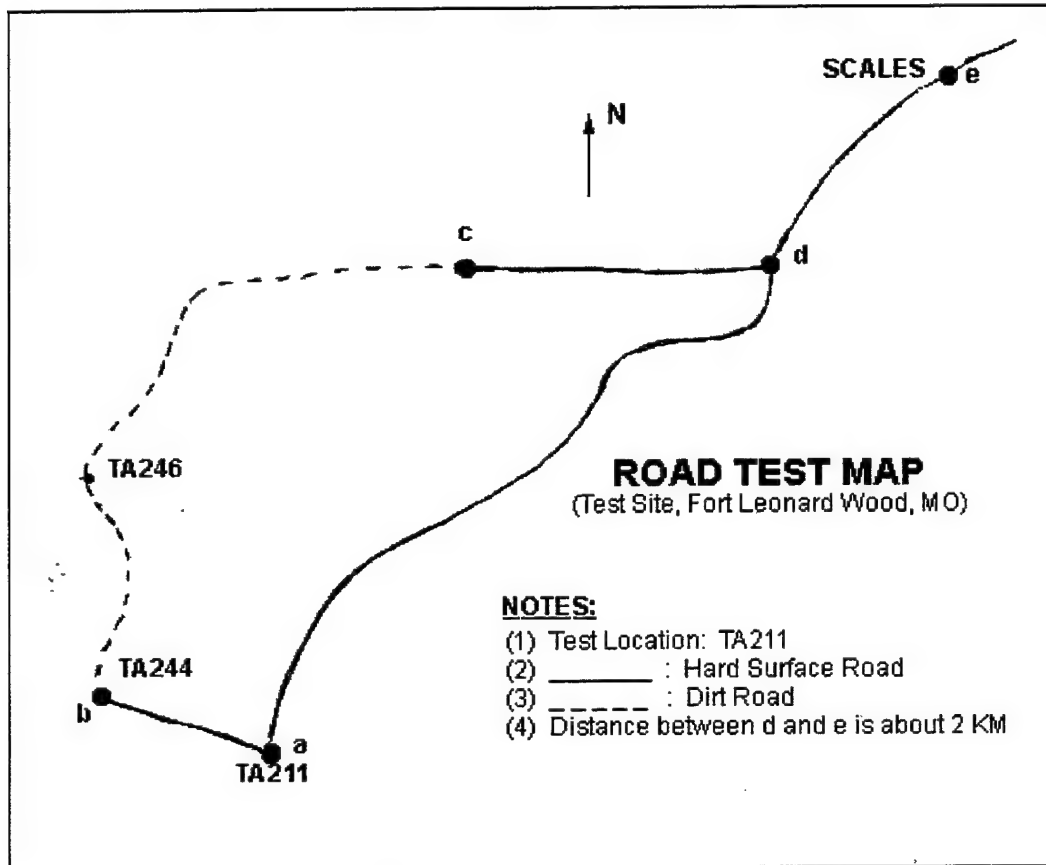 SCALES
e
N
c
d
TA246
ROAD TEST MAP
(Test Site, Fort Leonard Wood, MO)
NOTES:
(1) Test Location: TA211
(2) ________ : Hard Surface Road
(3) _ _ _ _ _ : Dirt Road
(4) Distance between d and e is about 2 KM
TA244
b
a
TA211